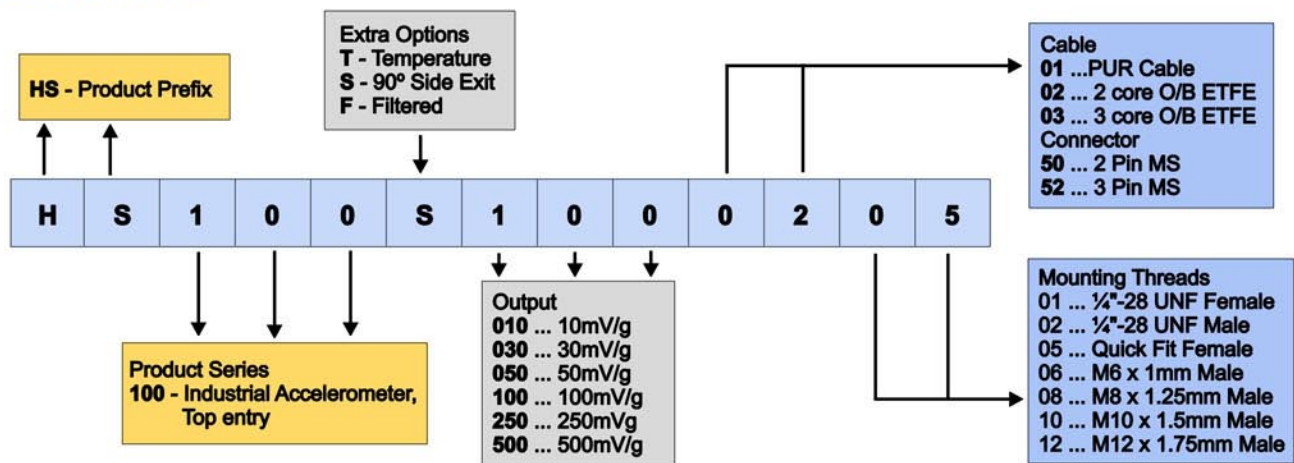 Extra Options
T - Temperature
S - 90º Side Exit
F - Filtered
HS - Product Prefix
Cable
01 ...PUR Cable
02 ... 2 core O/B ETFE
03 ... 3 core O/B ETFE
Connector
50 ... 2 Pin MS
52 ... 3 Pin MS
H S 1 0 0 S 1 0 0 0 2 0 5
Product Series
100 - Industrial Accelerometer,
Top entry
Output
010 ... 10mV/g
030 ... 30mV/g
050 ... 50mV/g
100 ... 100mV/g
250 ... 250mVg
500 ... 500mV/g
Mounting Threads
01 ... ¼"-28 UNF Female
02 ... ¼"-28 UNF Male
05 ... Quick Fit Female
06 ... M6 x 1mm Male
08 ... M8 x 1.25mm Male
10 ... M10 x 1.5mm Male
12 ... M12 x 1.75mm Male